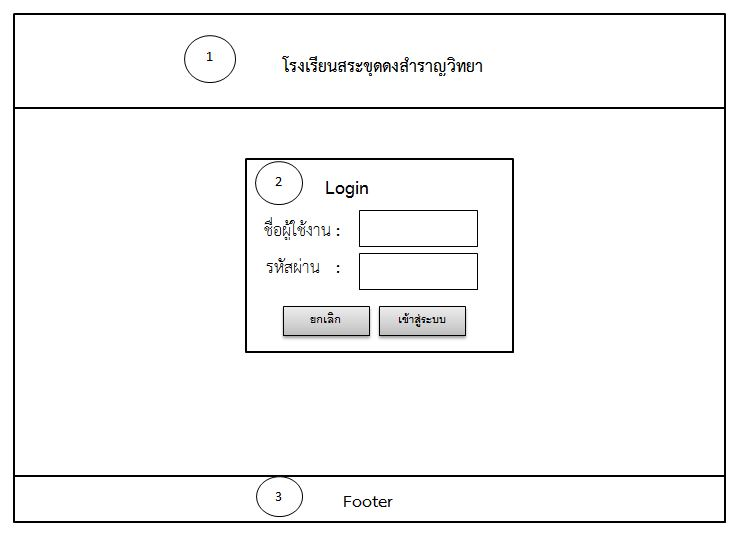 1
โรงเรียนสระขุดดงสำราญวิทยา
2
Login
ชื่อผู้ใช้งาน :
รหัสผ่าน :
ยกเลิก เข้าสู่ระบบ
3
Footer